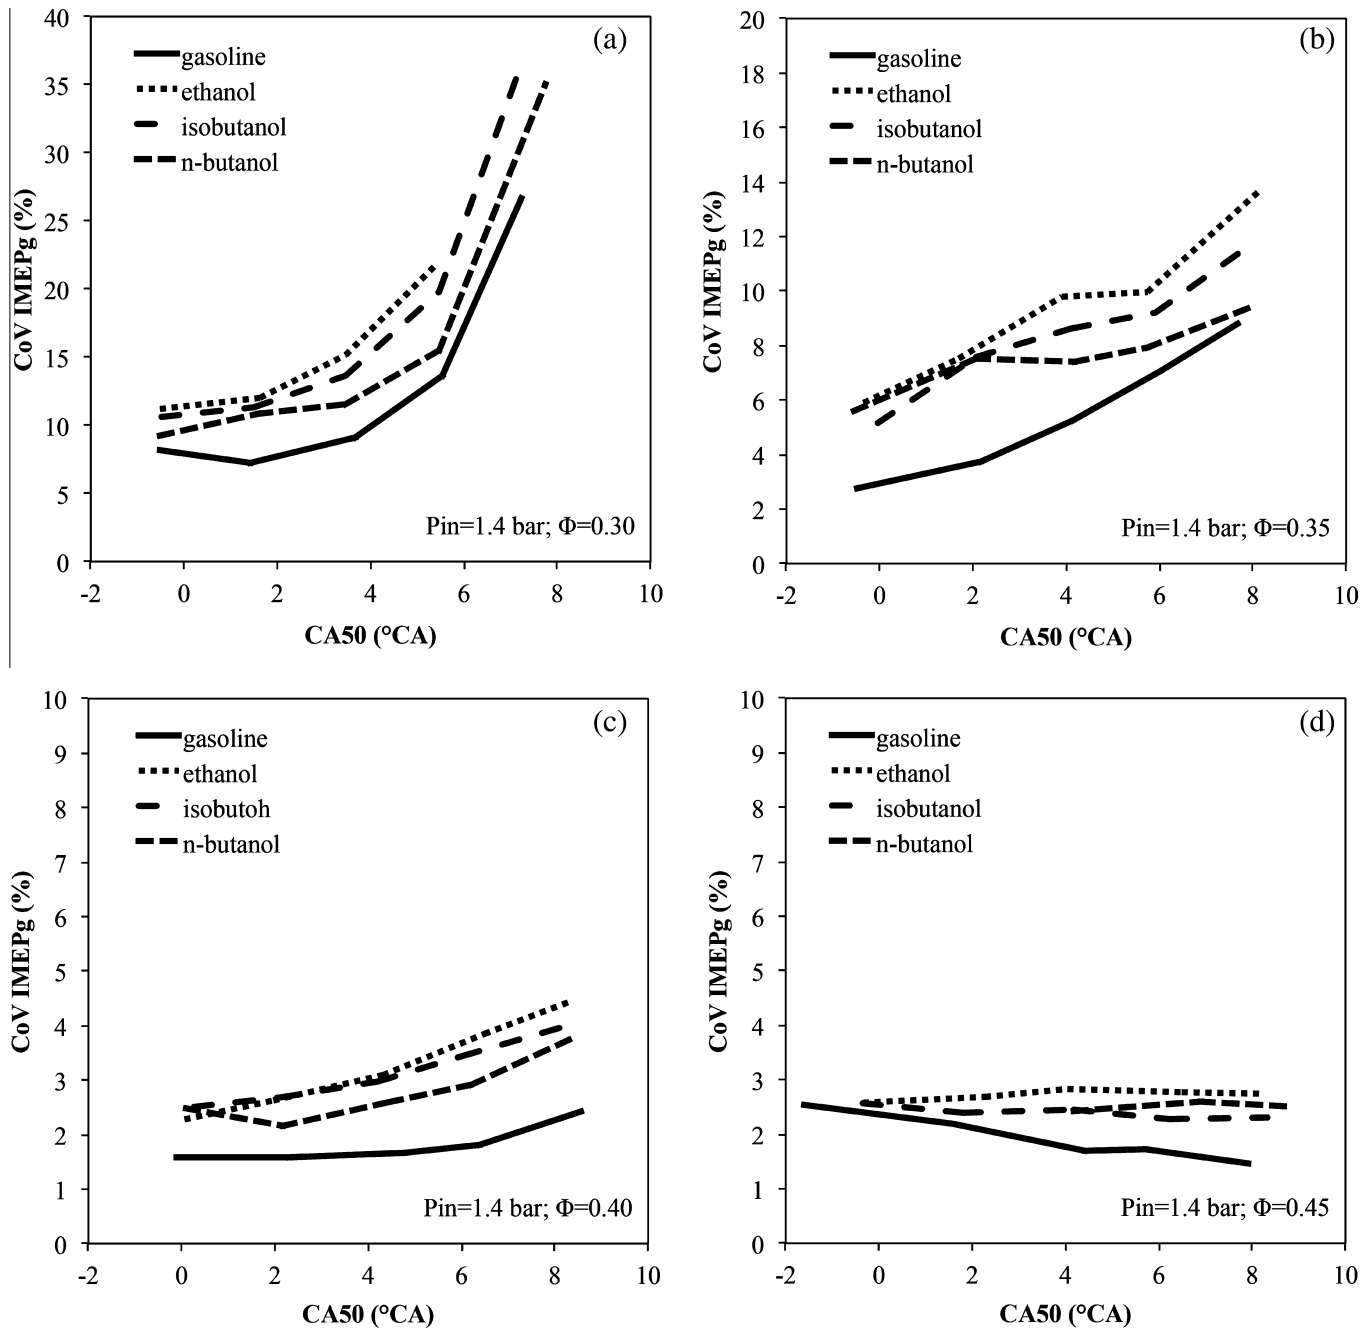 (a)
40
35
30
25
20
15
10
5
0
CoV IMEPg (%)
gasoline
ethanol
isobutanol
n-butanol
Pin=1.4 bar; Φ=0.30
-2 0 2 4 6 8 10
CA50 (°CA)
(b)
20
18
16
14
12
10
8
6
4
2
0
CoV IMEPg (%)
gasoline
ethanol
isobutanol
n-butanol
Pin=1.4 bar; Φ=0.35
-2 0 2 4 6 8 10
CA50 (°CA)
(c)
10
9
8
7
6
5
4
3
2
1
0
CoV IMEPg (%)
gasoline
ethanol
isobutoh
n-butanol
Pin=1.4 bar; Φ=0.40
-2 0 2 4 6 8 10
CA50 (°CA)
(d)
10
9
8
7
6
5
4
3
2
1
0
CoV IMEPg (%)
gasoline
ethanol
isobutanol
n-butanol
Pin=1.4 bar; Φ=0.45
-2 0 2 4 6 8 10
CA50 (°CA)